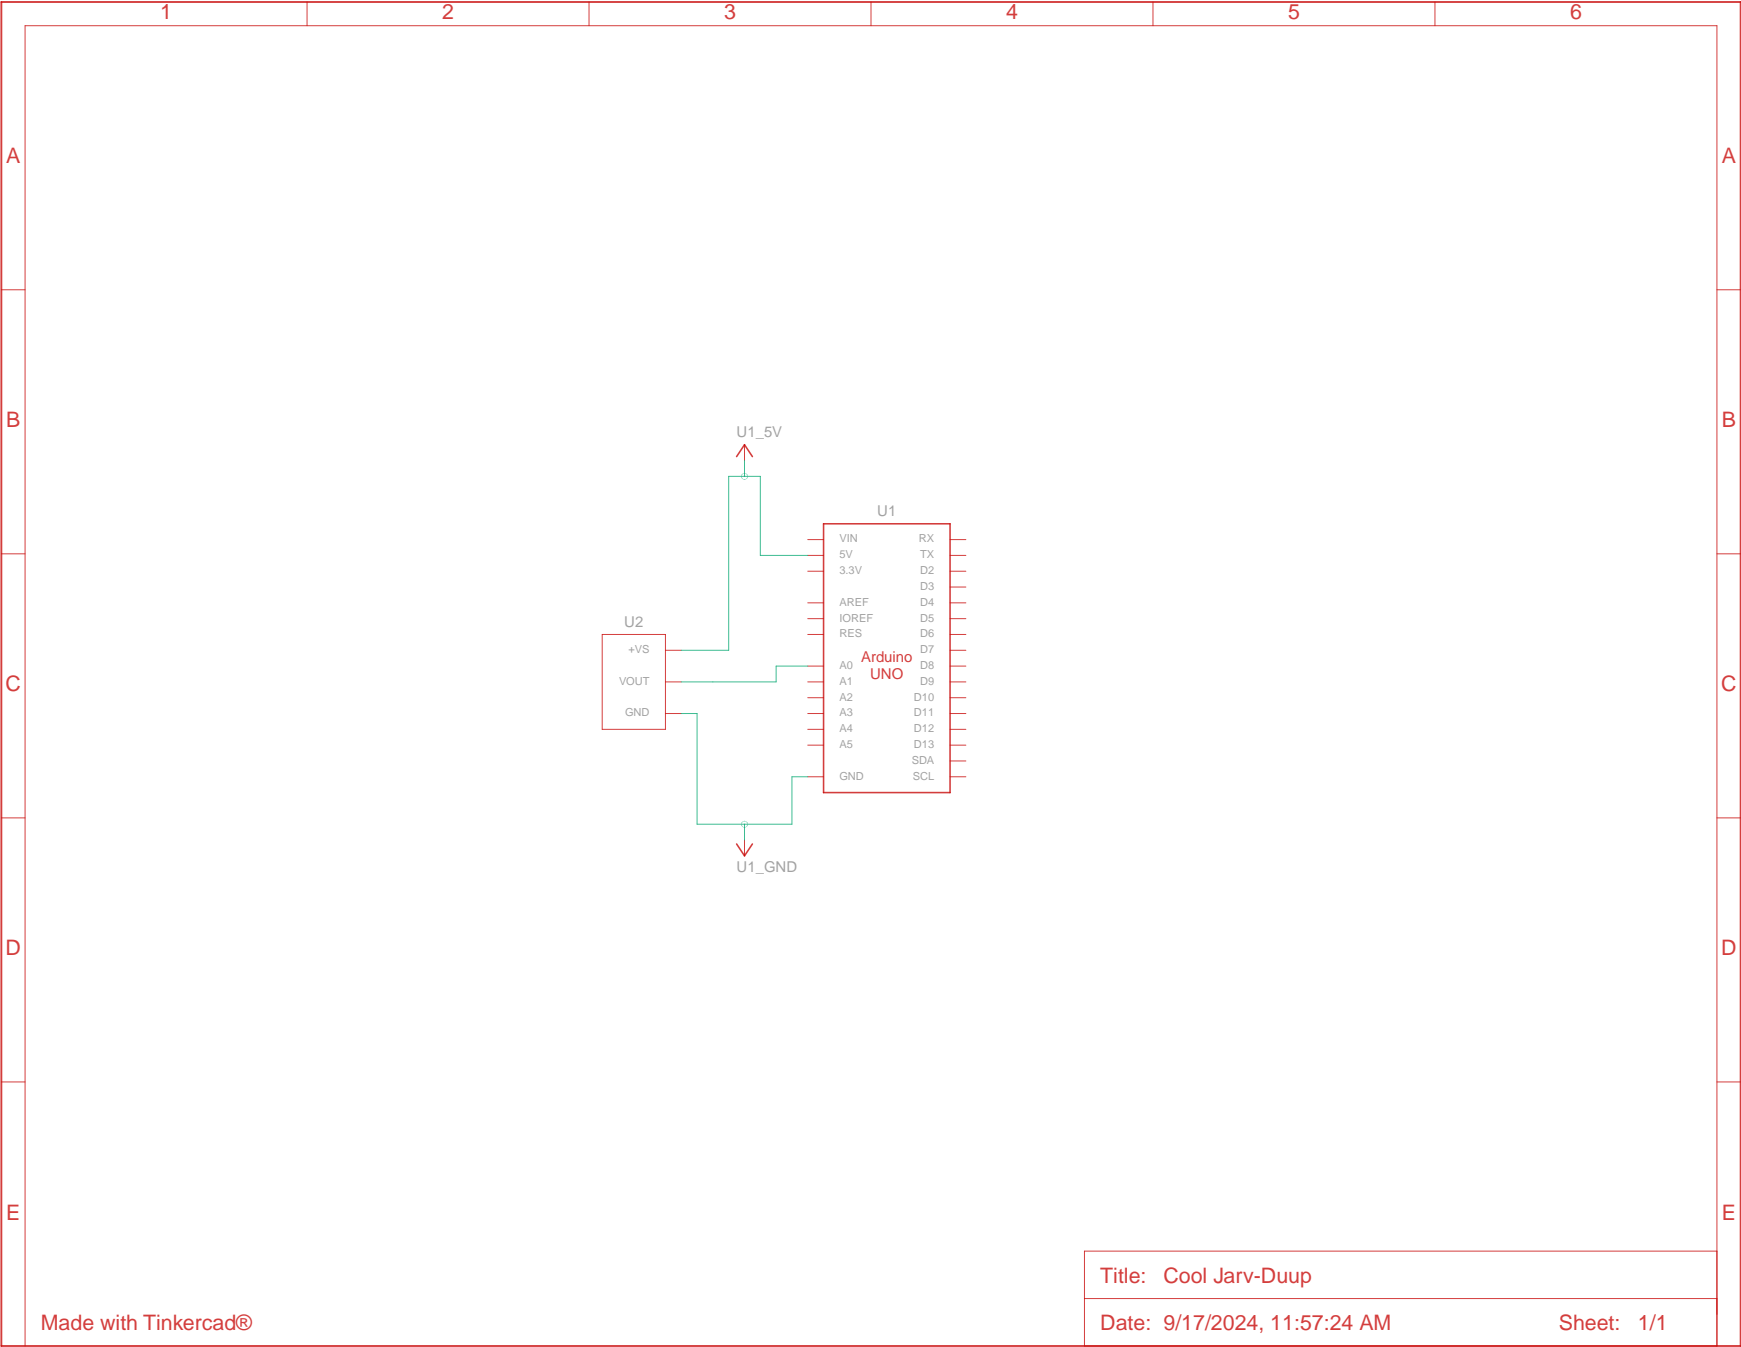 1 2 3 4 5 6
A A
B B
U1_5V
U1
VIN RX
5V TX
3.3V D2
D3
AREF D4
IOREF D5
U2
RES D6
+VS D7
Arduino
A0 D8
UNO
VOUT A1 D9
A2 D10
GND A3 D11
A4 D12
A5 D13
SDA
GND SCL
C C
U1_GND
D D
E E
Title: Cool Jarv-Duup
Made with Tinkercad®
Date: 9/17/2024, 11:57:24 AM Sheet: 1/1